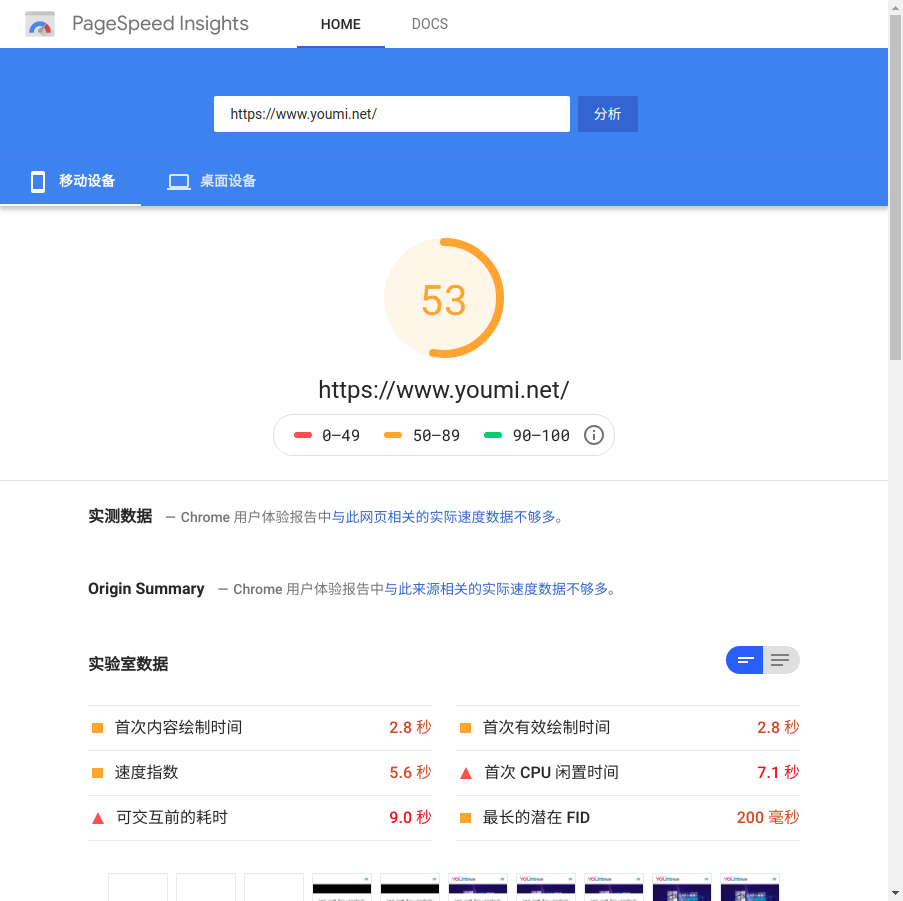 PageSpeed Insights HOME DOCS
https://www.youmi.net/ 分析
移动设备 桌面设备
53
https://www.youmi.net/
0–49 50–89 90–100
实测数据 — Chrome 用户体验报告中与此网页相关的实际速度数据不够多。
Origin Summary — Chrome 用户体验报告中与此来源相关的实际速度数据不够多。
实验室数据
首次内容绘制时间 2.8 秒 首次有效绘制时间 2.8 秒
速度指数 5.6 秒 首次 CPU 闲置时间 7.1 秒
可交互前的耗时 9.0 秒 最长的潜在 FID 200 毫秒